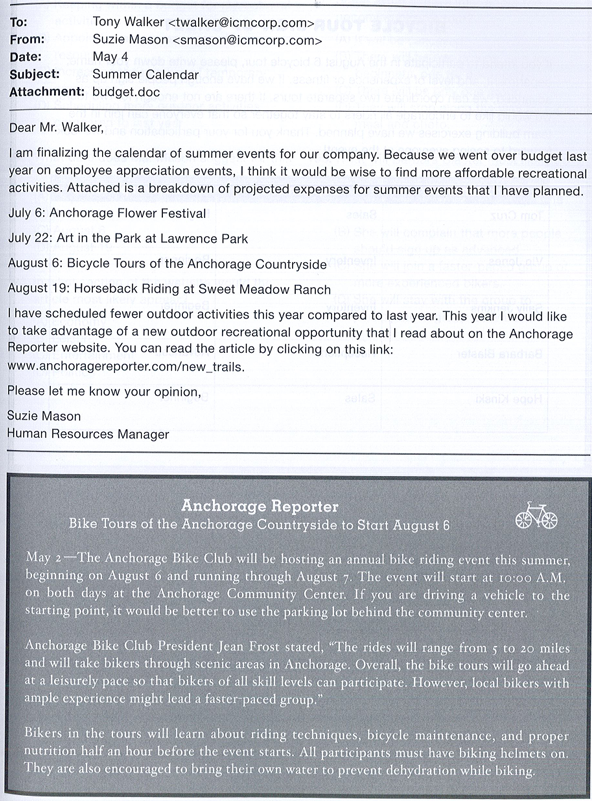 To: Tony Walker <twalker@icmcorp.com>
From: Suzie Mason <smason@icmcorp.com>
Date: May 4
Subject: Summer Calendar
Attachment: budget.doc
Dear Mr. Walker,
I am finalizing the calendar of summer events for our company. Because we went over budget last
year on employee appreciation events, I think it would be wise to find more affordable recreational
activities. Attached is a breakdown of projected expenses for summer events that I have planned.
July 6: Anchorage Flower Festival
July 22: Art in the Park at Lawrence Park
August 6: Bicycle Tours of the Anchorage Countryside
August 19: Horseback Riding at Sweet Meadow Ranch
I have scheduled fewer outdoor activities this year compared to last year. This year I would like
to take advantage of a new outdoor recreational opportunity that I read about on the Anchorage
Reporter website. You can read the article by clicking on this link:
www.anchoragereporter.com/new_trails.
Please let me know your opinion,
Suzie Mason
Human Resources Manager
Anchorage Reporter
Bike Tours of the Anchorage Countryside to Start August 6
May 2—The Anchorage Bike Club will be hosting an annual bike riding event this summer,
beginning on August 6 and running through August 7. The event will start at 10:00 A.M.
on both days at the Anchorage Community Center. If you are driving a vehicle to the
starting point, it would be better to use the parking lot behind the community center.
Anchorage Bike Club President Jean Frost stated, “The rides will range from 5 to 20 miles
and will take bikers through scenic areas in Anchorage. Overall, the bike tours will go ahead
at a leisurely pace so that bikers of all skill levels can participate. However, local bikers with
ample experience might lead a faster-paced group.”
Bikers in the tours will learn about riding techniques, bicycle maintenance, and proper
nutrition half an hour before the event starts. All participants must have biking helmets on.
They are also encouraged to bring their own water to prevent dehydration while biking.